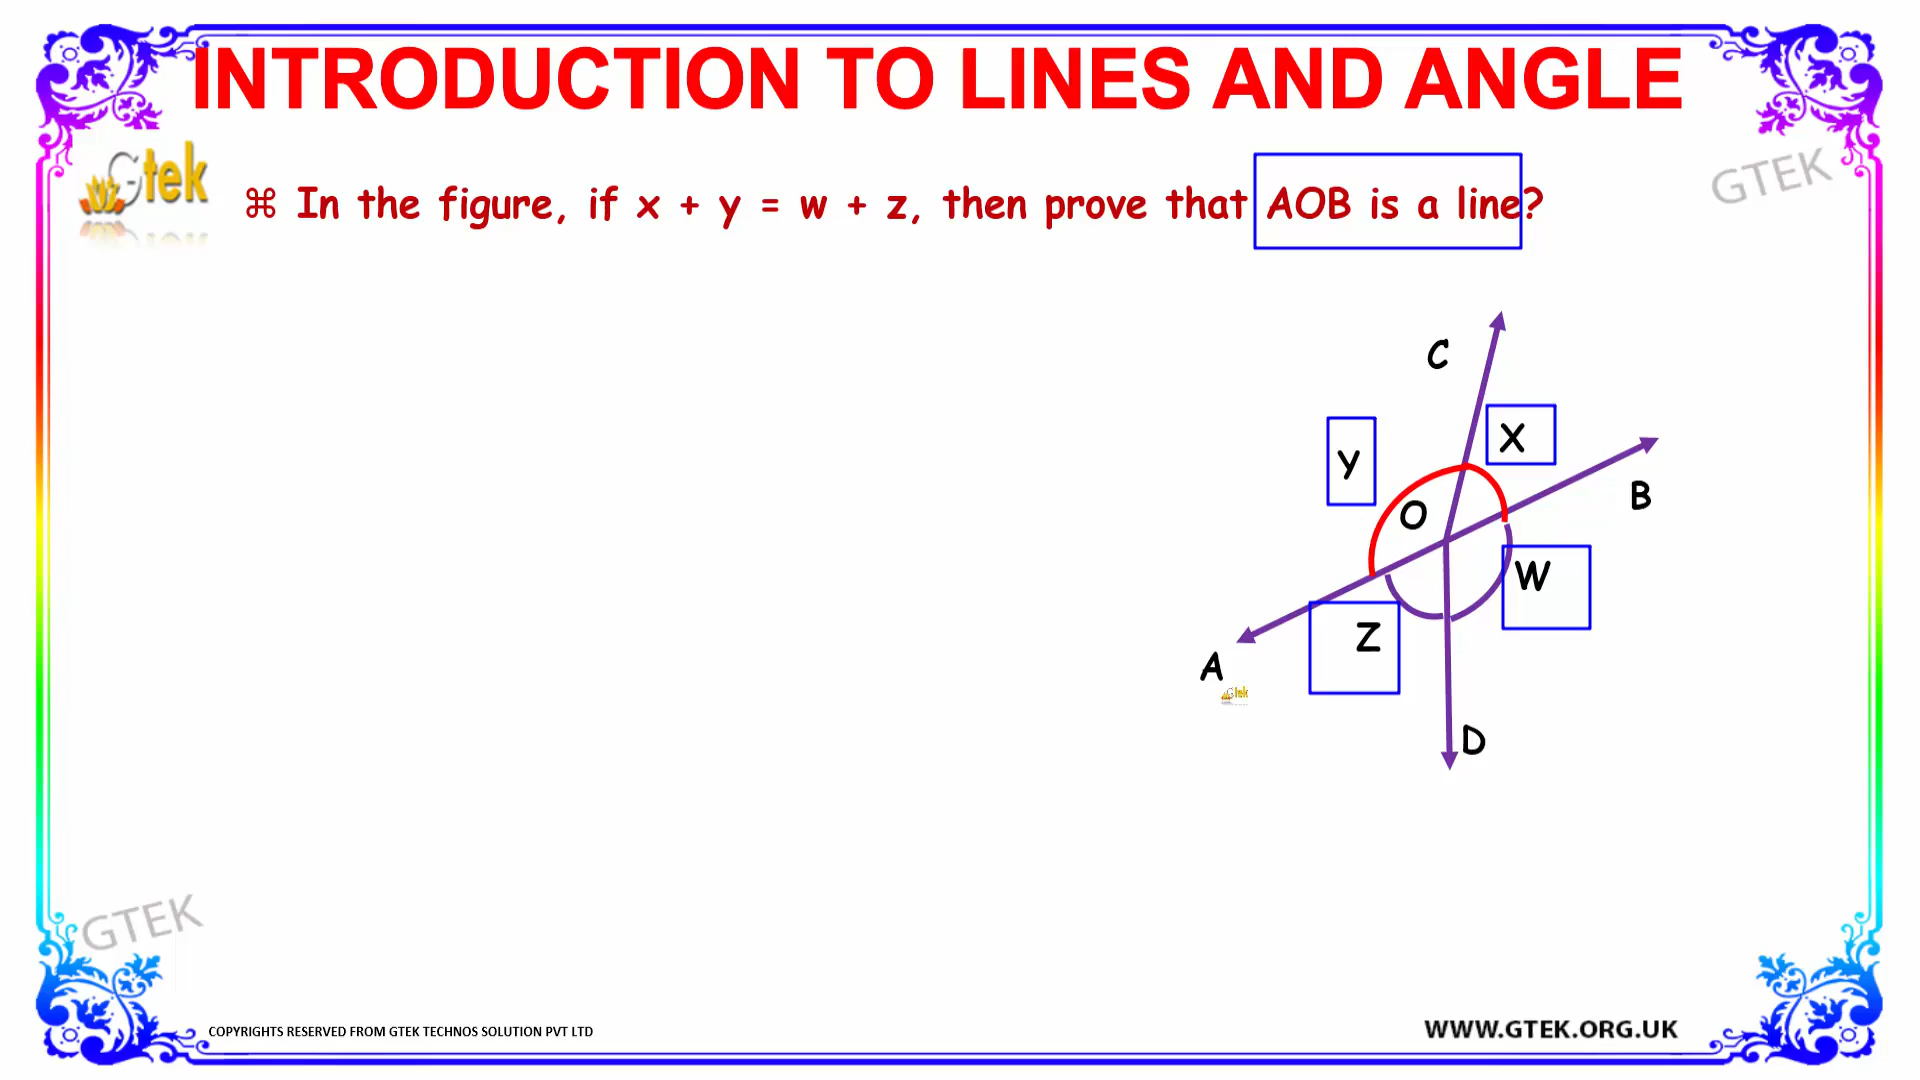 INTRODUCTION TO LINES AND ANGLE
Gtek
GTEK
⌘ In the figure, if x + y = w + z, then prove that AOB is a line?
C
X
y
B
O
W
Z
A
Gtek
D
GTEK
COPYRIGHTS RESERVED FROM GTEK TECHNOS SOLUTION PVT LTD
WWW.GTEK.ORG.UK